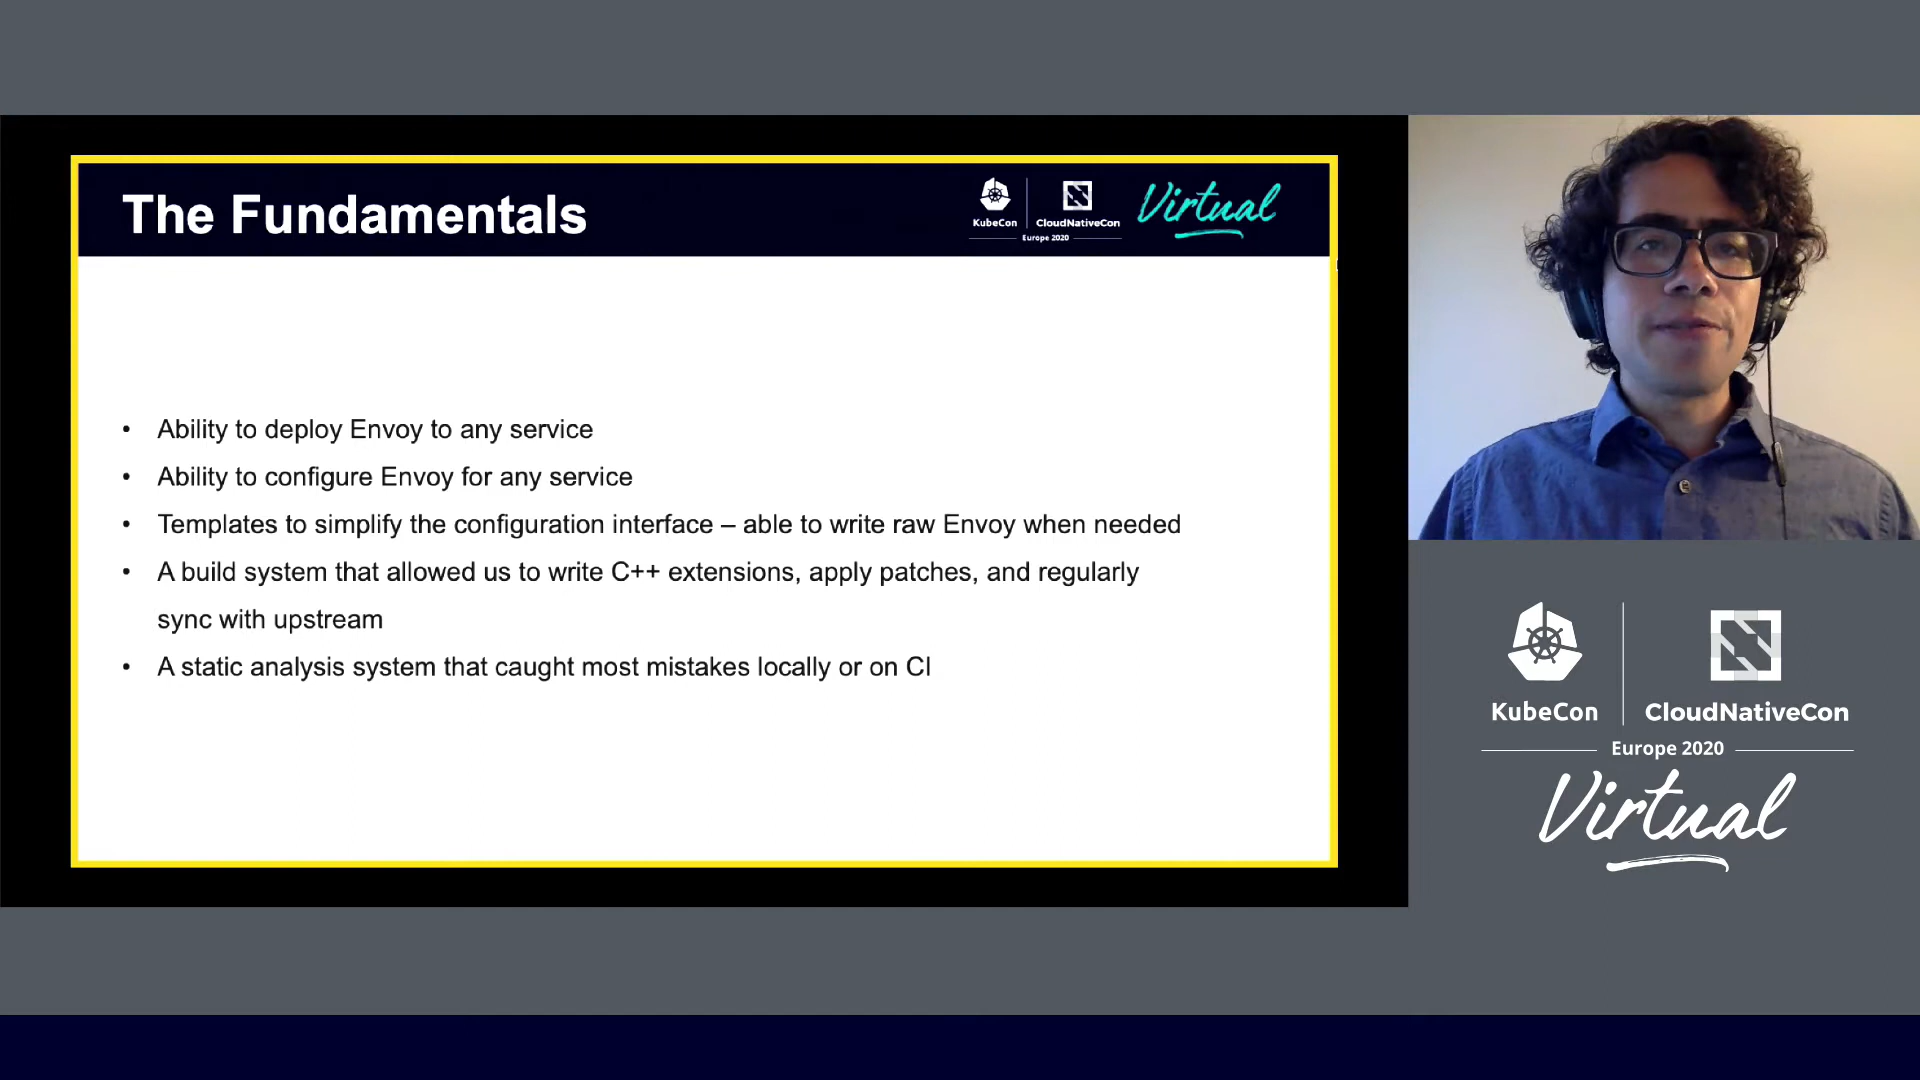 The Fundamentals
KubeCon
CloudNativeCon
Europe 2020
Virtual
• Ability to deploy Envoy to any service
• Ability to configure Envoy for any service
• Templates to simplify the configuration interface – able to write raw Envoy when needed
• A build system that allowed us to write C++ extensions, apply patches, and regularly
sync with upstream
• A static analysis system that caught most mistakes locally or on CI
KubeCon
CloudNativeCon
Europe 2020
Virtual